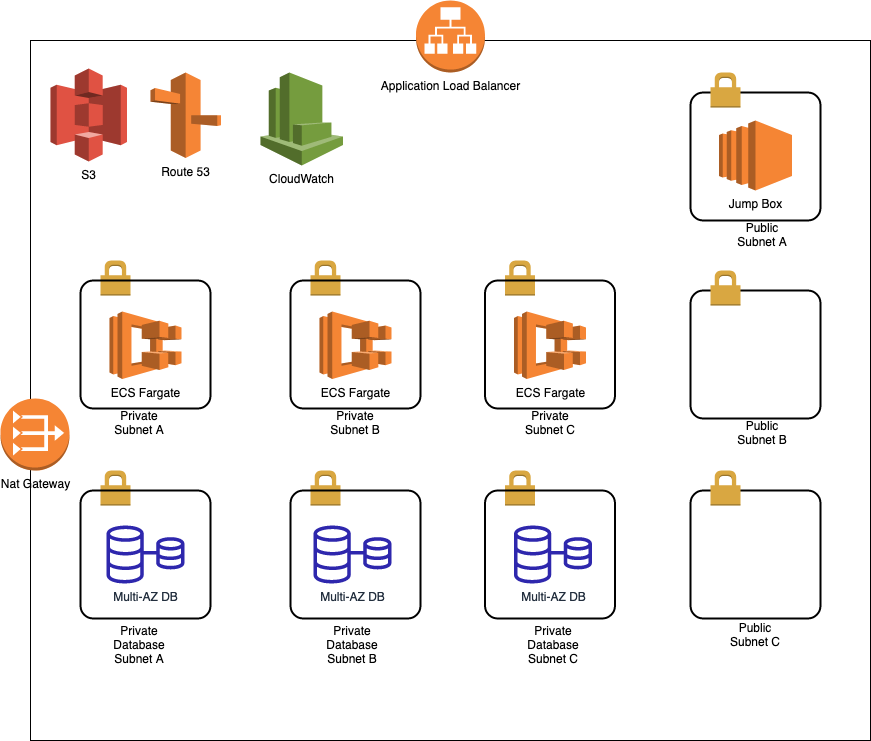 Application Load Balancer
S3
Route 53
CloudWatch
Jump Box
Public
Subnet A
ECS Fargate
Private
Subnet A
ECS Fargate
Private
Subnet B
ECS Fargate
Private
Subnet C
Public
Subnet B
Nat Gateway
Multi-AZ DB
Private
Database
Subnet A
Multi-AZ DB
Private
Database
Subnet B
Multi-AZ DB
Private
Database
Subnet C
Public
Subnet C